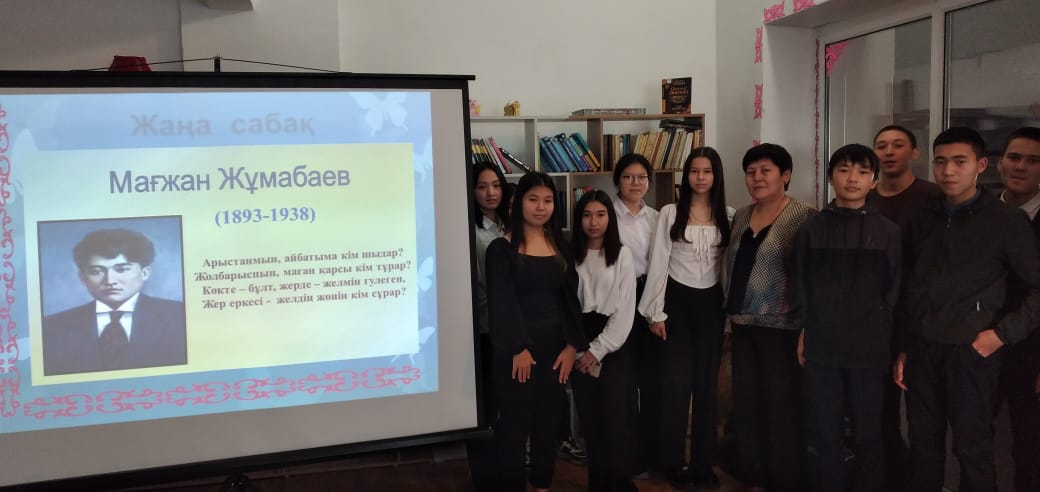 Жаңа сабақ
Мағжан Жұмабаев
(1893-1938)
Арыстанмын, айбатыма кім шыдар?
Жолбарыспын, маған қарсы кім тұрар?
Көкте – бұлт, жерде – желмін гулеген,
Жер еркесі - желдің жөнін кім сұрар?